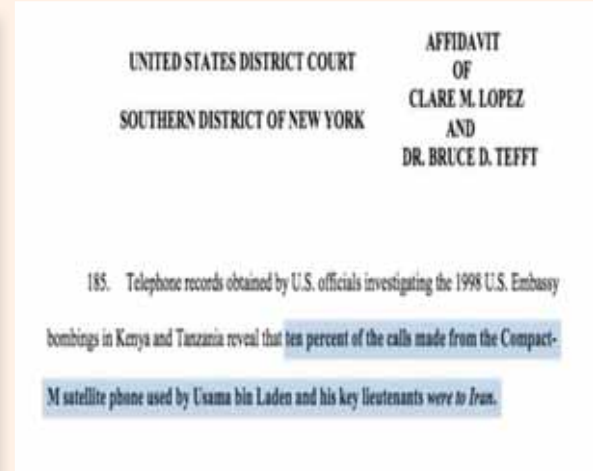 UNITED STATES DISTRICT COURT
SOUTHERN DISTRICT OF NEW YORK
AFFIDAVIT
OF
CLARE M. LOPEZ
AND
DR. BRUCE D. TEFFT
185. Telephone records obtained by U.S. officials investigating the 1998 U.S. Embassy
bombings in Kenya and Tanzania reveal that ten percent of the calls made from the Compact-
M satellite phone used by Usama bin Laden and his key lieutenants were to Iran.